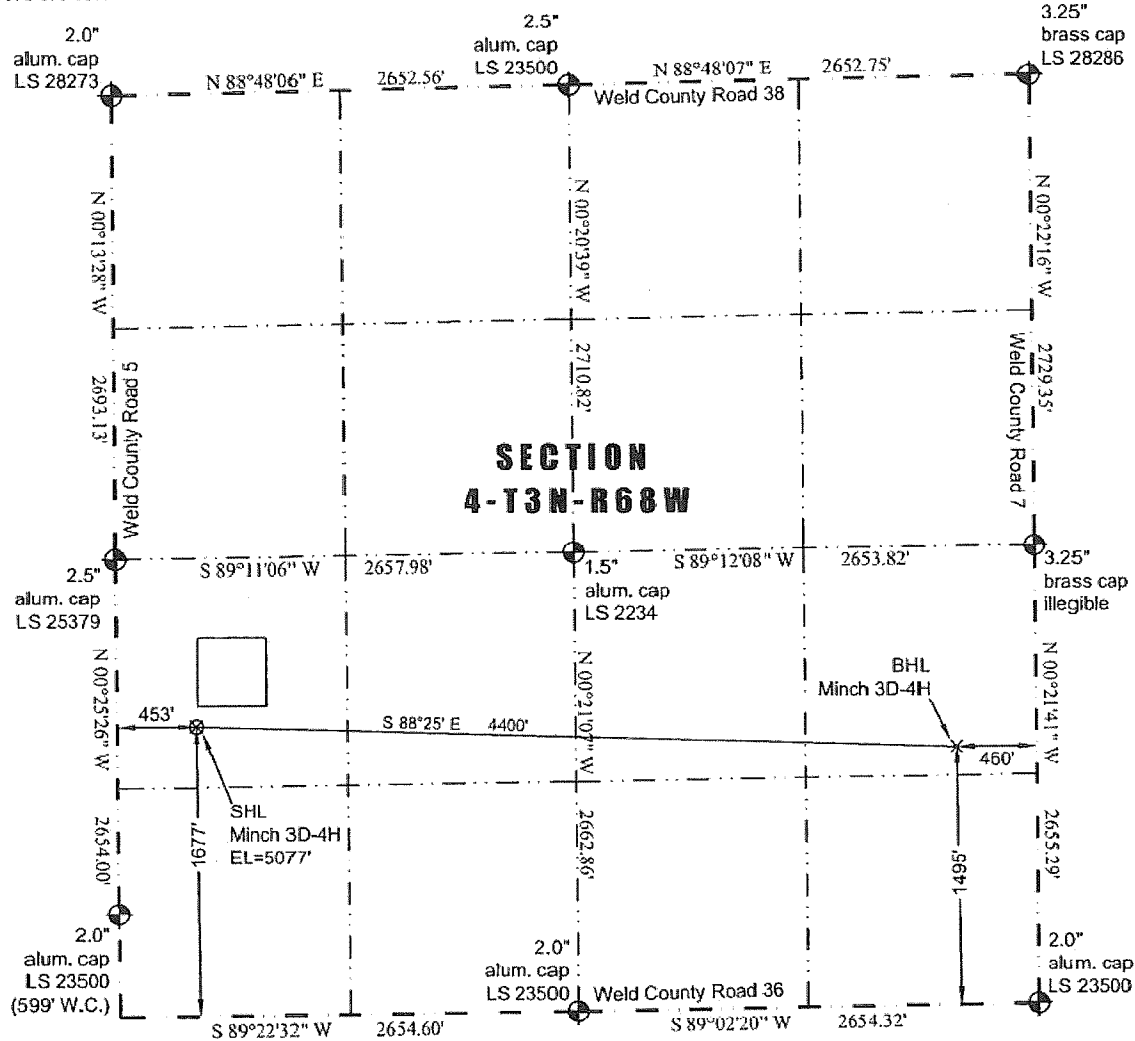 2.0"
alum. cap
LS 28273
N 88°48'06" E 2652.56'
2.5"
alum. cap
LS 23500
N 88°48'07" E 2652.75'
Weld County Road 38
3.25"
brass cap
LS 28286
N 00°13'28" W
2693.13'
Weld County Road 5
N 00°20'39" W
2710.82'
N 00°22'16" W
2729.35'
Weld County Road 7
SECTION
4-T3N-R68W
2.5"
alum. cap
LS 25379
S 89°11'06" W 2657.98'
1.5"
alum. cap
LS 2234
S 89°12'08" W 2653.82'
3.25"
brass cap
illegible
N 00°25'26" W
2654.00'
453'
S 88°25' E 4400'
N 00°21'07" W
2662.86'
BHL
Minch 3D-4H
460'
N 00°21'41" W
2655.29'
SHL
Minch 3D-4H
EL=5077'
1677'
1495'
2.0"
alum. cap
LS 23500
(599' W.C.)
S 89°22'32" W 2654.60'
2.0"
alum. cap
LS 23500
Weld County Road 36
S 89°02'20" W 2654.32'
2.0"
alum. cap
LS 23500